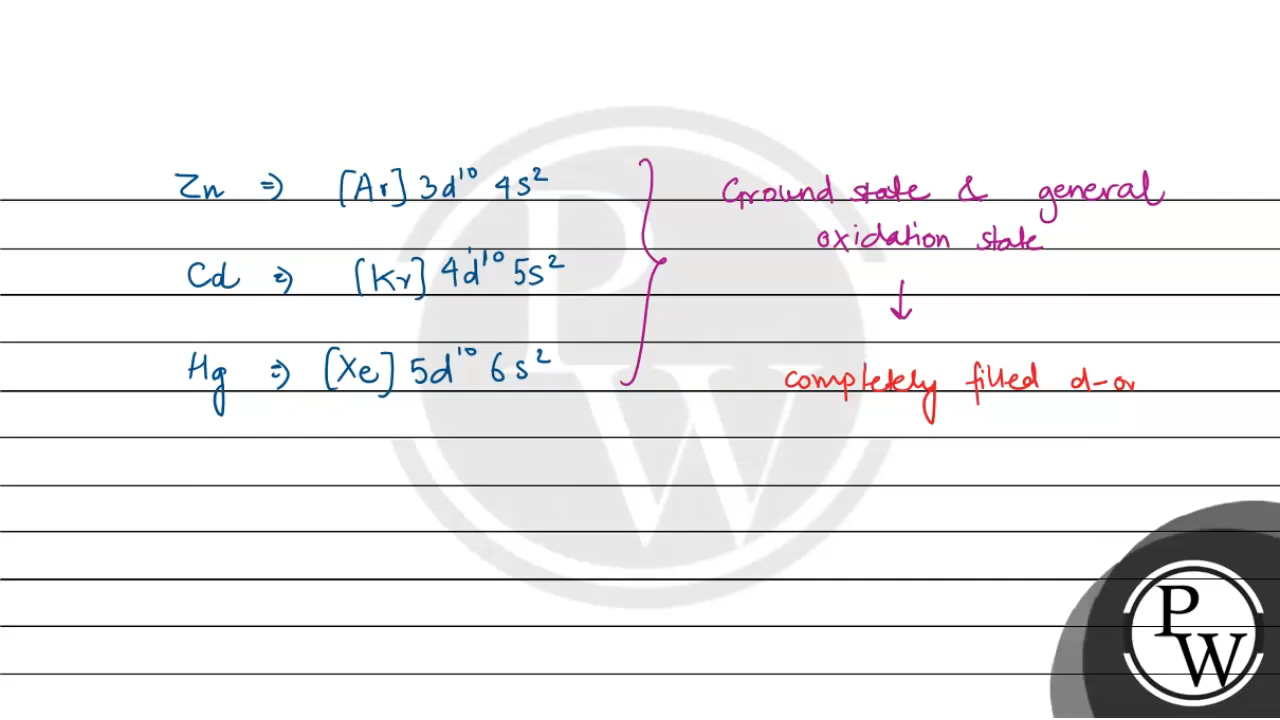 Zn ⇒ [Ar] 3d¹⁰ 4s²
Ground state & general
oxidation state
Cd ⇒ [Kr] 4d¹⁰ 5s²
↓
Hg ⇒ [Xe] 5d¹⁰ 6s²
completely filled d-or
P
W
P
W